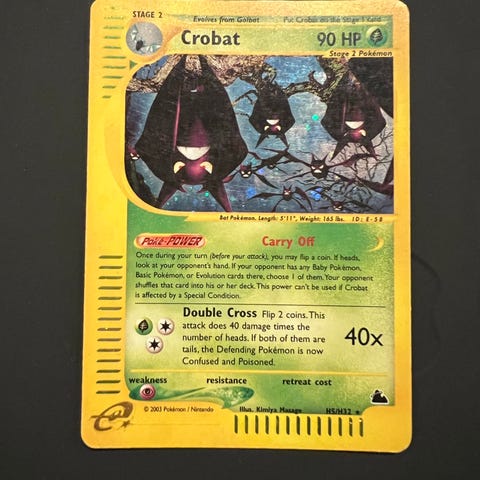 STAGE 2
Evolves from Golbat
Put Crobat on the Stage 1 card
Crobat
90 HP
Stage 2 Pokémon
Bat Pokémon, Length: 5'11", Weight: 165 lbs. ID: E-58
Poké-POWER
Carry Off
Once during your turn (before your attack), you may flip a coin. If heads,
look at your opponent's hand. If your opponent has any Baby Pokémon,
Basic Pokémon, or Evolution cards there, choose 1 of them. Your opponent
shuffles that card into his or her deck. This power can't be used if Crobat
is affected by a Special Condition.
Double Cross Flip 2 coins. This
attack does 40 damage times the
number of heads. If both of them are
tails, the Defending Pokémon is now
Confused and Poisoned.
40x
weakness
resistance
retreat cost
e
© 2003 Pokémon / Nintendo
Illus. Kimiya Masago
H5/H32